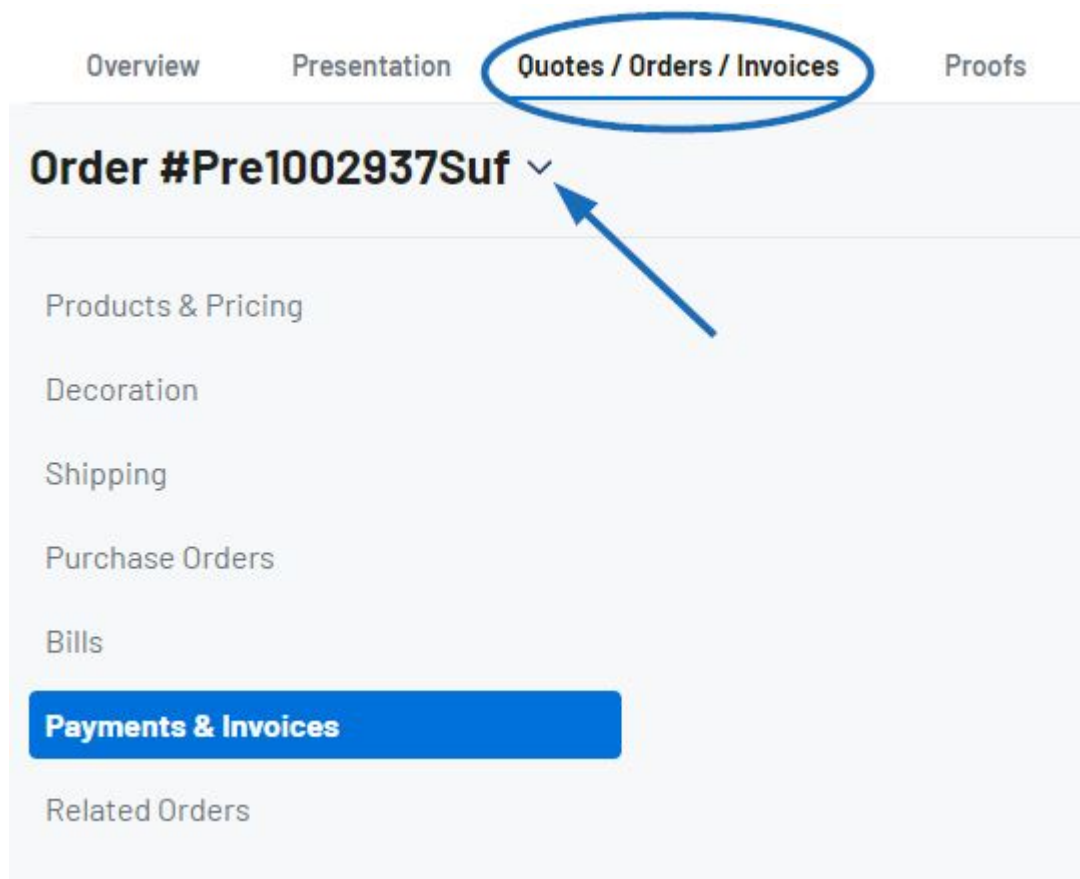 Overview Presentation Quotes / Orders / Invoices Proofs
Order #Pre1002937Suf
Products & Pricing
Decoration
Shipping
Purchase Orders
Bills
Payments & Invoices
Related Orders